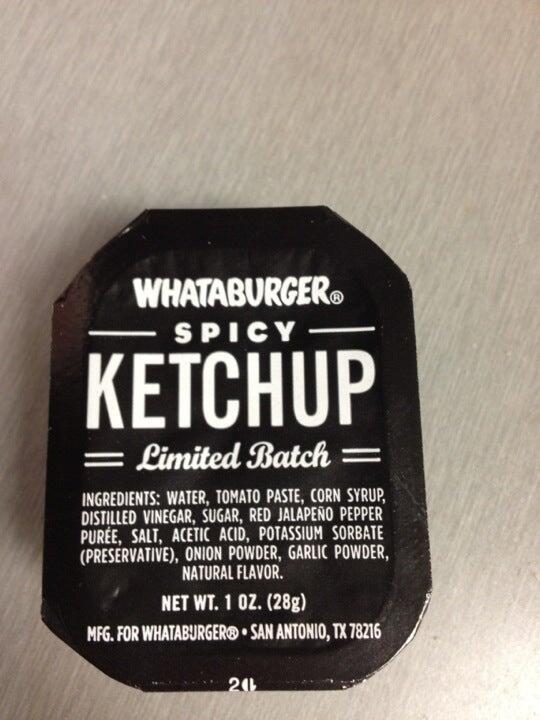 WHATABURGER®
SPICY
KETCHUP
Limited Batch
INGREDIENTS: WATER, TOMATO PASTE, CORN SYRUP,
DISTILLED VINEGAR, SUGAR, RED JALAPEÑO PEPPER
PURÉE, SALT, ACETIC ACID, POTASSIUM SORBATE
(PRESERVATIVE), ONION POWDER, GARLIC POWDER,
NATURAL FLAVOR.
NET WT. 1 OZ. (28g)
MFG. FOR WHATABURGER® • SAN ANTONIO, TX 78216